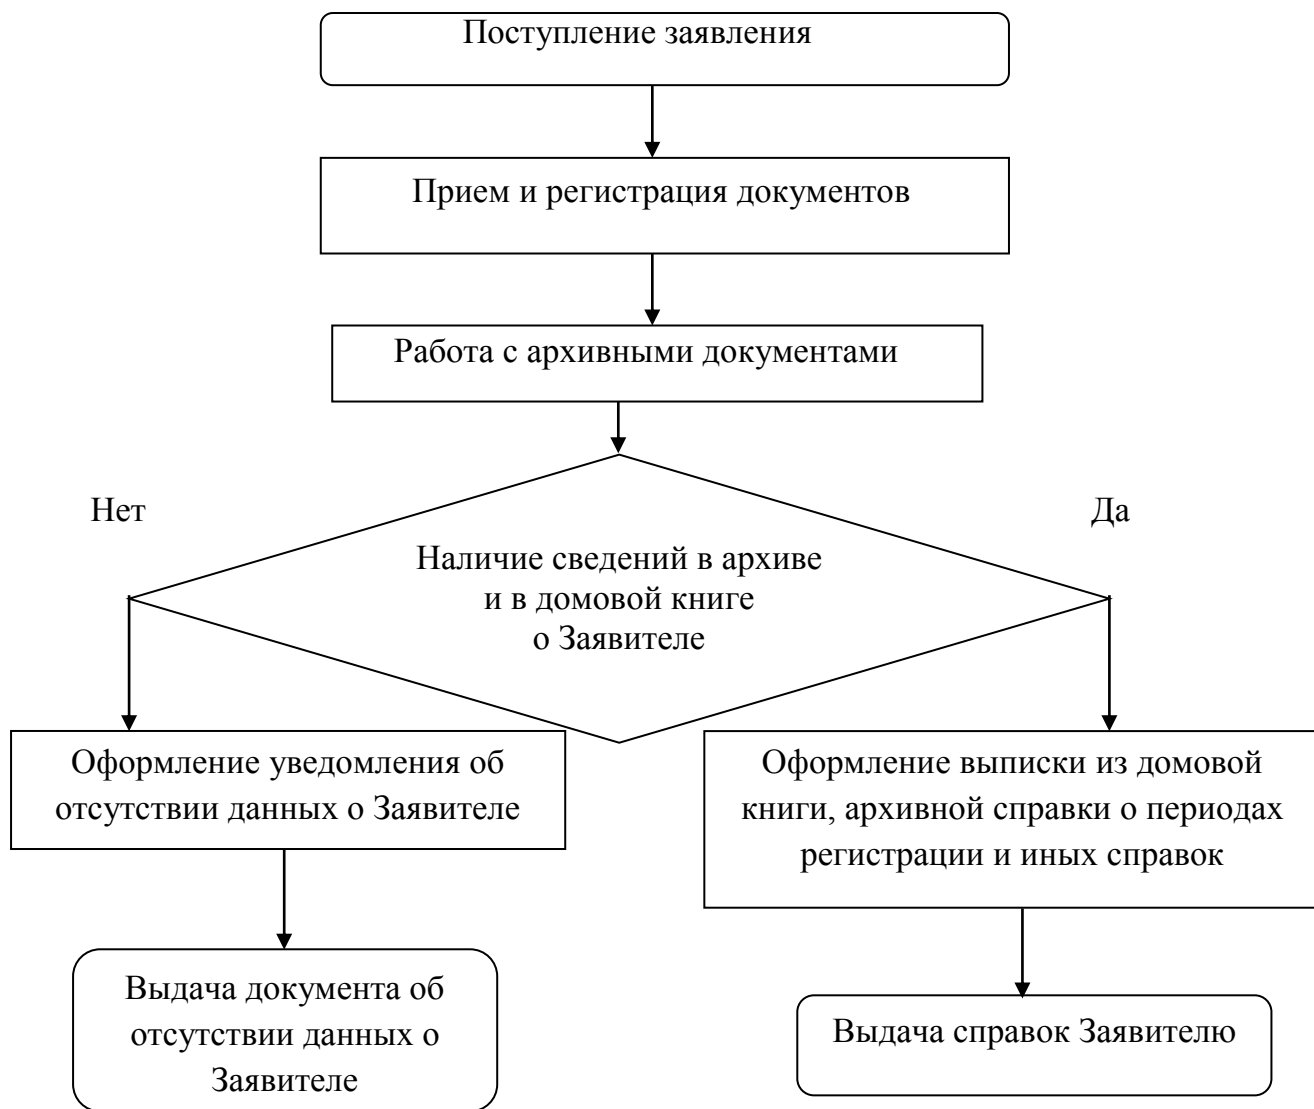 Поступление заявления
Прием и регистрация документов
Работа с архивными документами
Нет
Да
Наличие сведений в архиве
и в домовой книге
о Заявителе
Оформление уведомления об
отсутствии данных о Заявителе
Оформление выписки из домовой
книги, архивной справки о периодах
регистрации и иных справок
Выдача документа об
отсутствии данных о
Заявителе
Выдача справок Заявителю